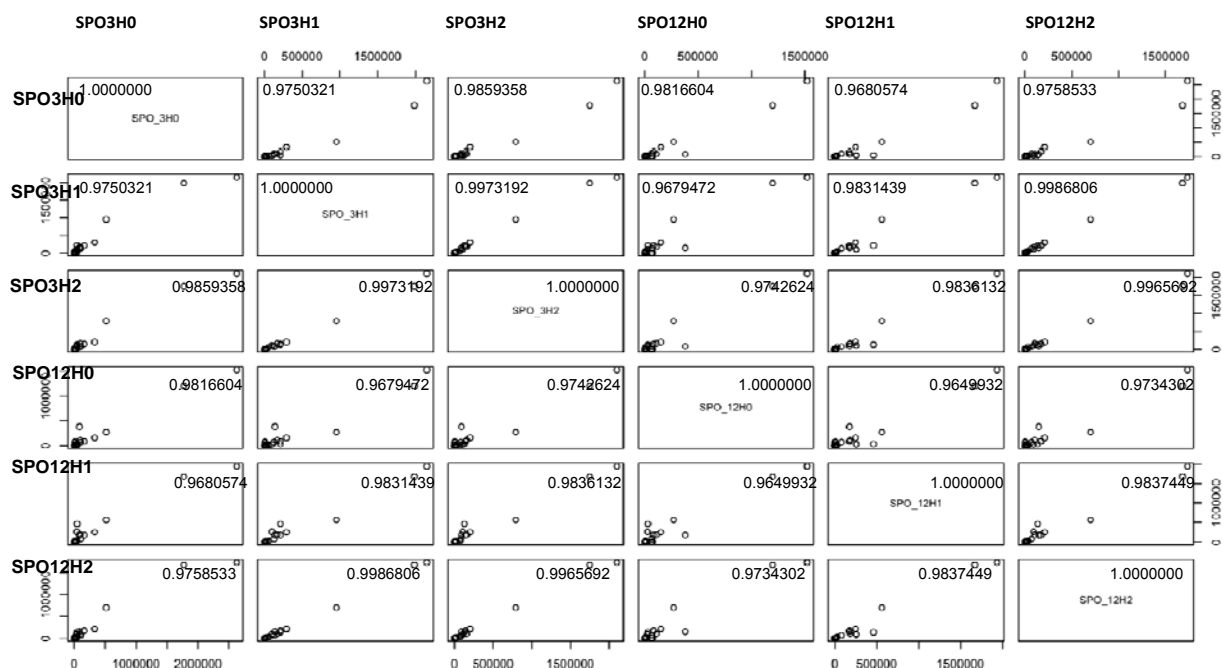 SPO3H0 SPO3H1 SPO3H2 SPO12H0 SPO12H1 SPO12H2
0 500000 1500000 0 500000 1500000 0 500000 1500000
SPO3H0 1.0000000 0.9750321 0.9859358 0.9816604 0.9680574 0.9758533
SPO_3H0
0 1500000
SPO3H1 0.9750321 1.0000000 0.9973192 0.9679472 0.9831439 0.9986806
SPO_3H1
0 1500000
SPO3H2 0.9859358 0.9973192 1.0000000 0.9742624 0.9836132 0.9965692
SPO_3H2
0 1500000
SPO12H0 0.9816604 0.9679472 0.9742624 1.0000000 0.9649932 0.9734302
SPO_12H0
0 1000000
SPO12H1 0.9680574 0.9831439 0.9836132 0.9649932 1.0000000 0.9837449
SPO_12H1
0 1000000
SPO12H2 0.9758533 0.9986806 0.9965692 0.9734302 0.9837449 1.0000000
SPO_12H2
0 1000000
0 1000000 2000000 0 500000 1500000 0 500000 1500000